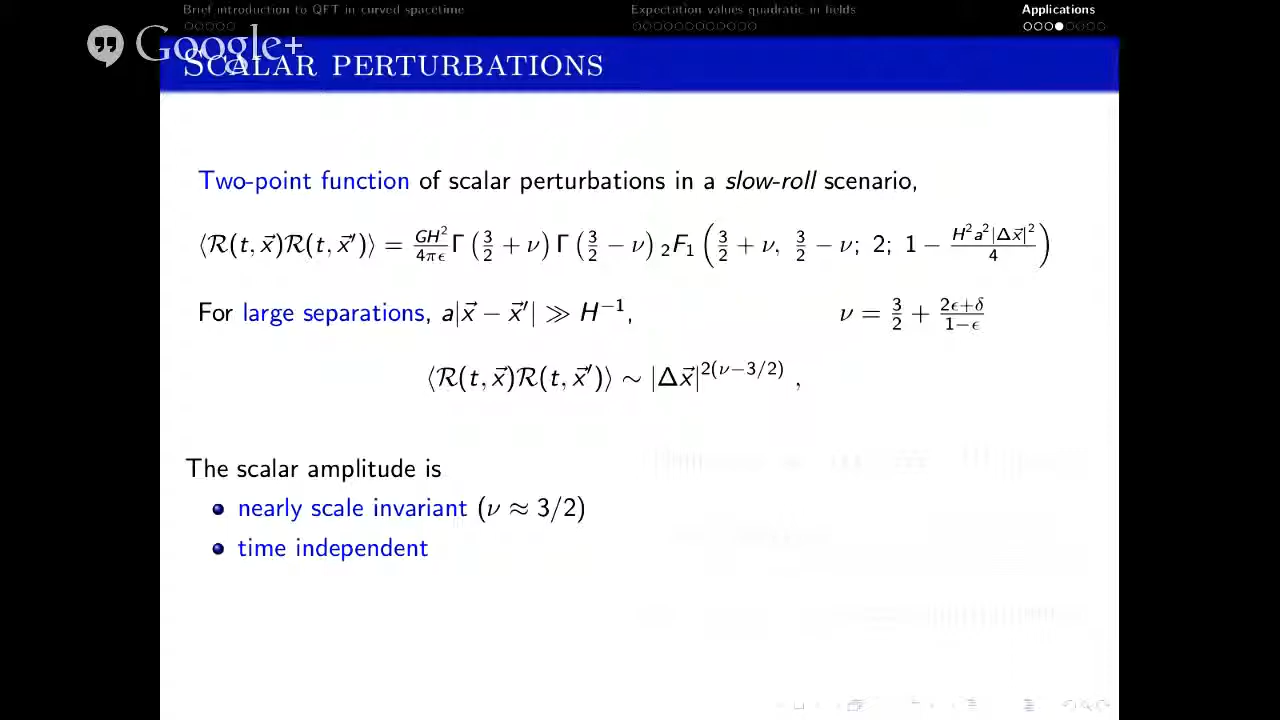 Brief introduction to QFT in curved spacetime Expectation values quadratic in fields Applications
Google+
SCALAR PERTURBATIONS
Two-point function of scalar perturbations in a slow-roll scenario,
⟨ℛ(t, x⃗)ℛ(t, x⃗′)⟩ = GH²/4πϵ Γ(3/2 + ν) Γ(3/2 − ν) ₂F₁(3/2 + ν, 3/2 − ν; 2; 1 − H²a²|Δx⃗|²/4)
For large separations, a|x⃗ − x⃗′| ≫ H⁻¹, ν = 3/2 + 2ϵ+δ/1−ϵ
⟨ℛ(t, x⃗)ℛ(t, x⃗′)⟩ ∼ |Δx⃗|²⁽ᵛ⁻³ᐟ²⁾ ,
The scalar amplitude is
nearly scale invariant (ν ≈ 3/2)
time independent